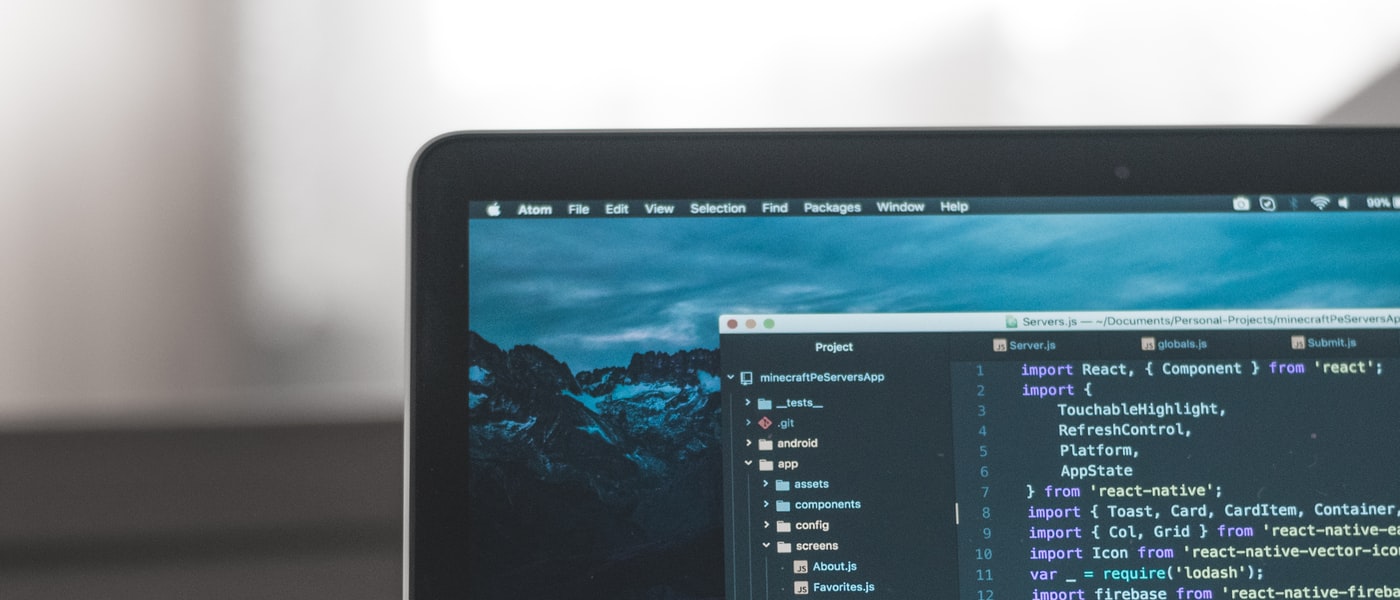 Atom File Edit View Selection Find Packages Window Help 99%
Servers.js — ~/Documents/Personal-Projects/minecraftPeServersAp
Project
Server.js globals.js Submit.js
minecraftPeServersApp
__tests__
.git
android
app
assets
components
config
screens
About.js
Favorites.js
1 import React, { Component } from 'react';
2 import {
3 TouchableHighlight,
4 RefreshControl,
5 Platform,
6 AppState
7 } from 'react-native';
8 import { Toast, Card, CardItem, Container,
9 import { Col, Grid } from 'react-native-ea
10 import Icon from 'react-native-vector-ico
11 var _ = require('lodash');
12 import firebase from 'react-native-fireba